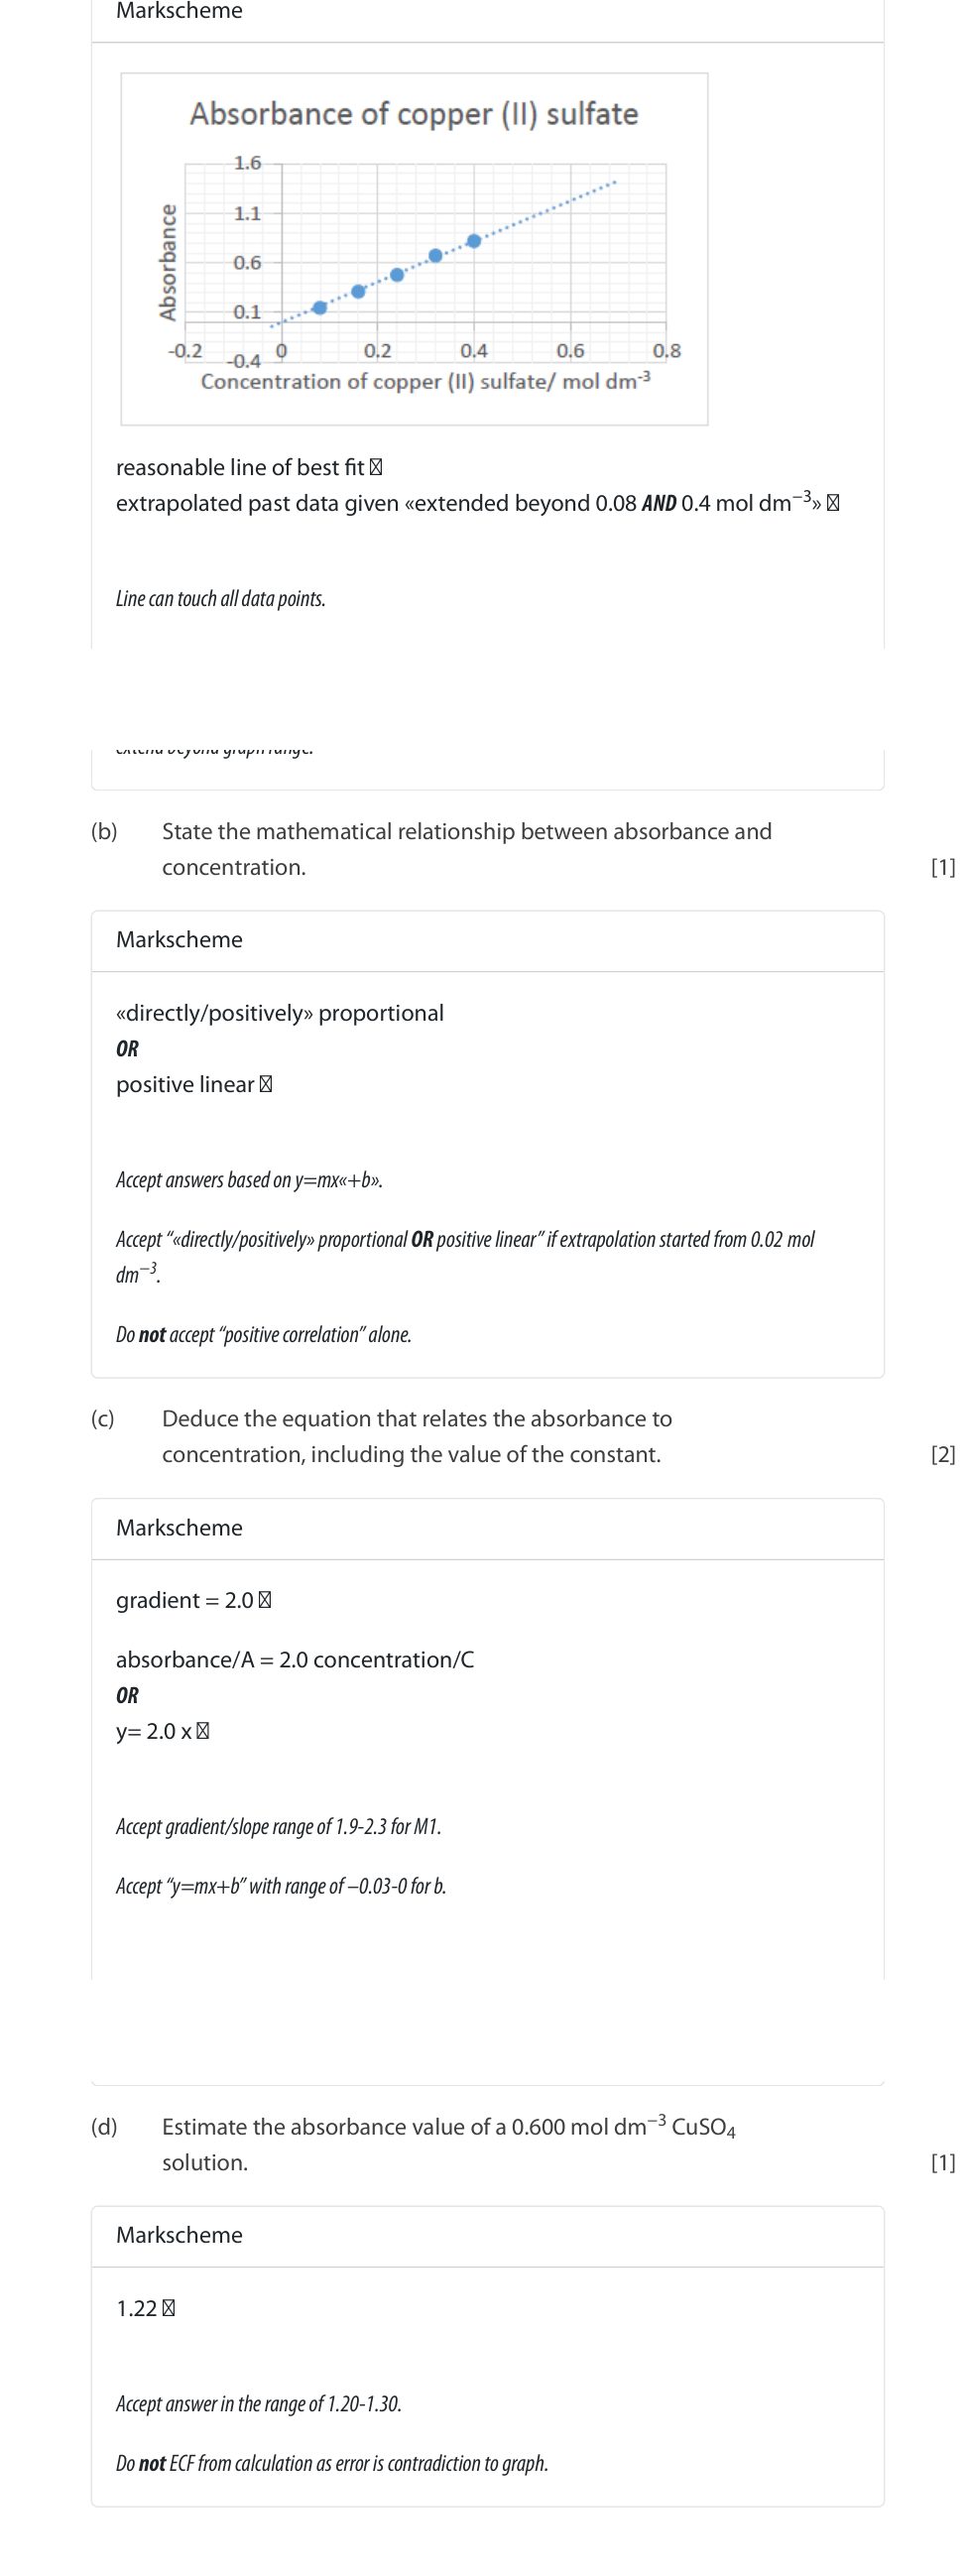 Markscheme
Absorbance of copper (II) sulfate
1.6
1.1
0.6
0.1
-0.4
Absorbance
-0.2 0 0.2 0.4 0.6 0.8
Concentration of copper (II) sulfate/ mol dm⁻³
reasonable line of best fit
extrapolated past data given «extended beyond 0.08 AND 0.4 mol dm⁻³»
Line can touch all data points.
extend beyond graph range.
(b) State the mathematical relationship between absorbance and
concentration. [1]
Markscheme
«directly/positively» proportional
OR
positive linear
Accept answers based on y=mx«+b».
Accept “«directly/positively» proportional OR positive linear” if extrapolation started from 0.02 mol
dm⁻³.
Do not accept “positive correlation” alone.
(c) Deduce the equation that relates the absorbance to
concentration, including the value of the constant. [2]
Markscheme
gradient = 2.0
absorbance/A = 2.0 concentration/C
OR
y= 2.0 x
Accept gradient/slope range of 1.9-2.3 for M1.
Accept “y=mx+b” with range of −0.03-0 for b.
(d) Estimate the absorbance value of a 0.600 mol dm⁻³ CuSO₄
solution. [1]
Markscheme
1.22
Accept answer in the range of 1.20-1.30.
Do not ECF from calculation as error is contradiction to graph.